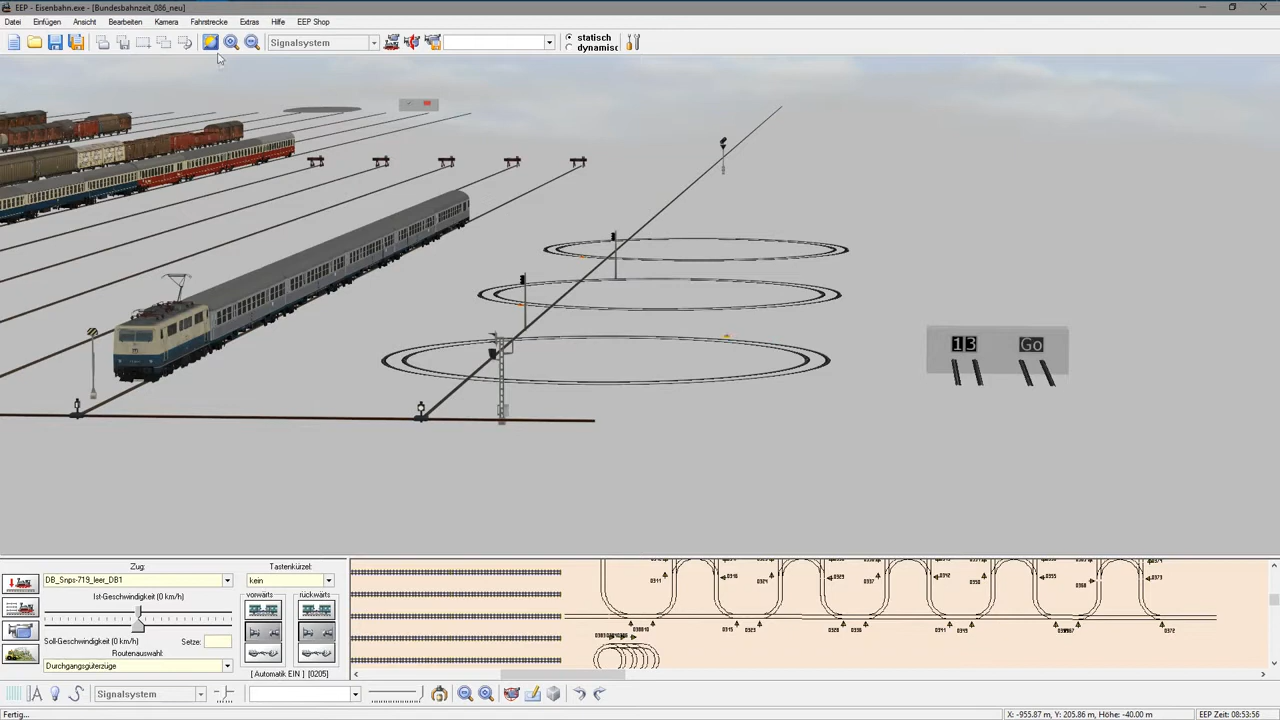 EEP - Eisenbahn.exe - [Bundesbahnzeit_086_neu]
Datei Einfügen Ansicht Bearbeiten Kamera Fahrstrecke Extras Hilfe EEP Shop
Signalsystem
statisch
dynamisc
13 Go
Zug: Tastenkürzel:
DB_Snps-719_leer_DB1 kein
Ist-Geschwindigkeit (0 km/h) vorwärts rückwärts
Soll-Geschwindigkeit (0 km/h) Setze:
Routenauswahl:
Durchgangsgüterzüge [ Automatik EIN ] [0205]
Signalsystem
Fertig... X: -955.87 m, Y: 205.86 m, Höhe: -40.00 m EEP Zeit: 08:53:56